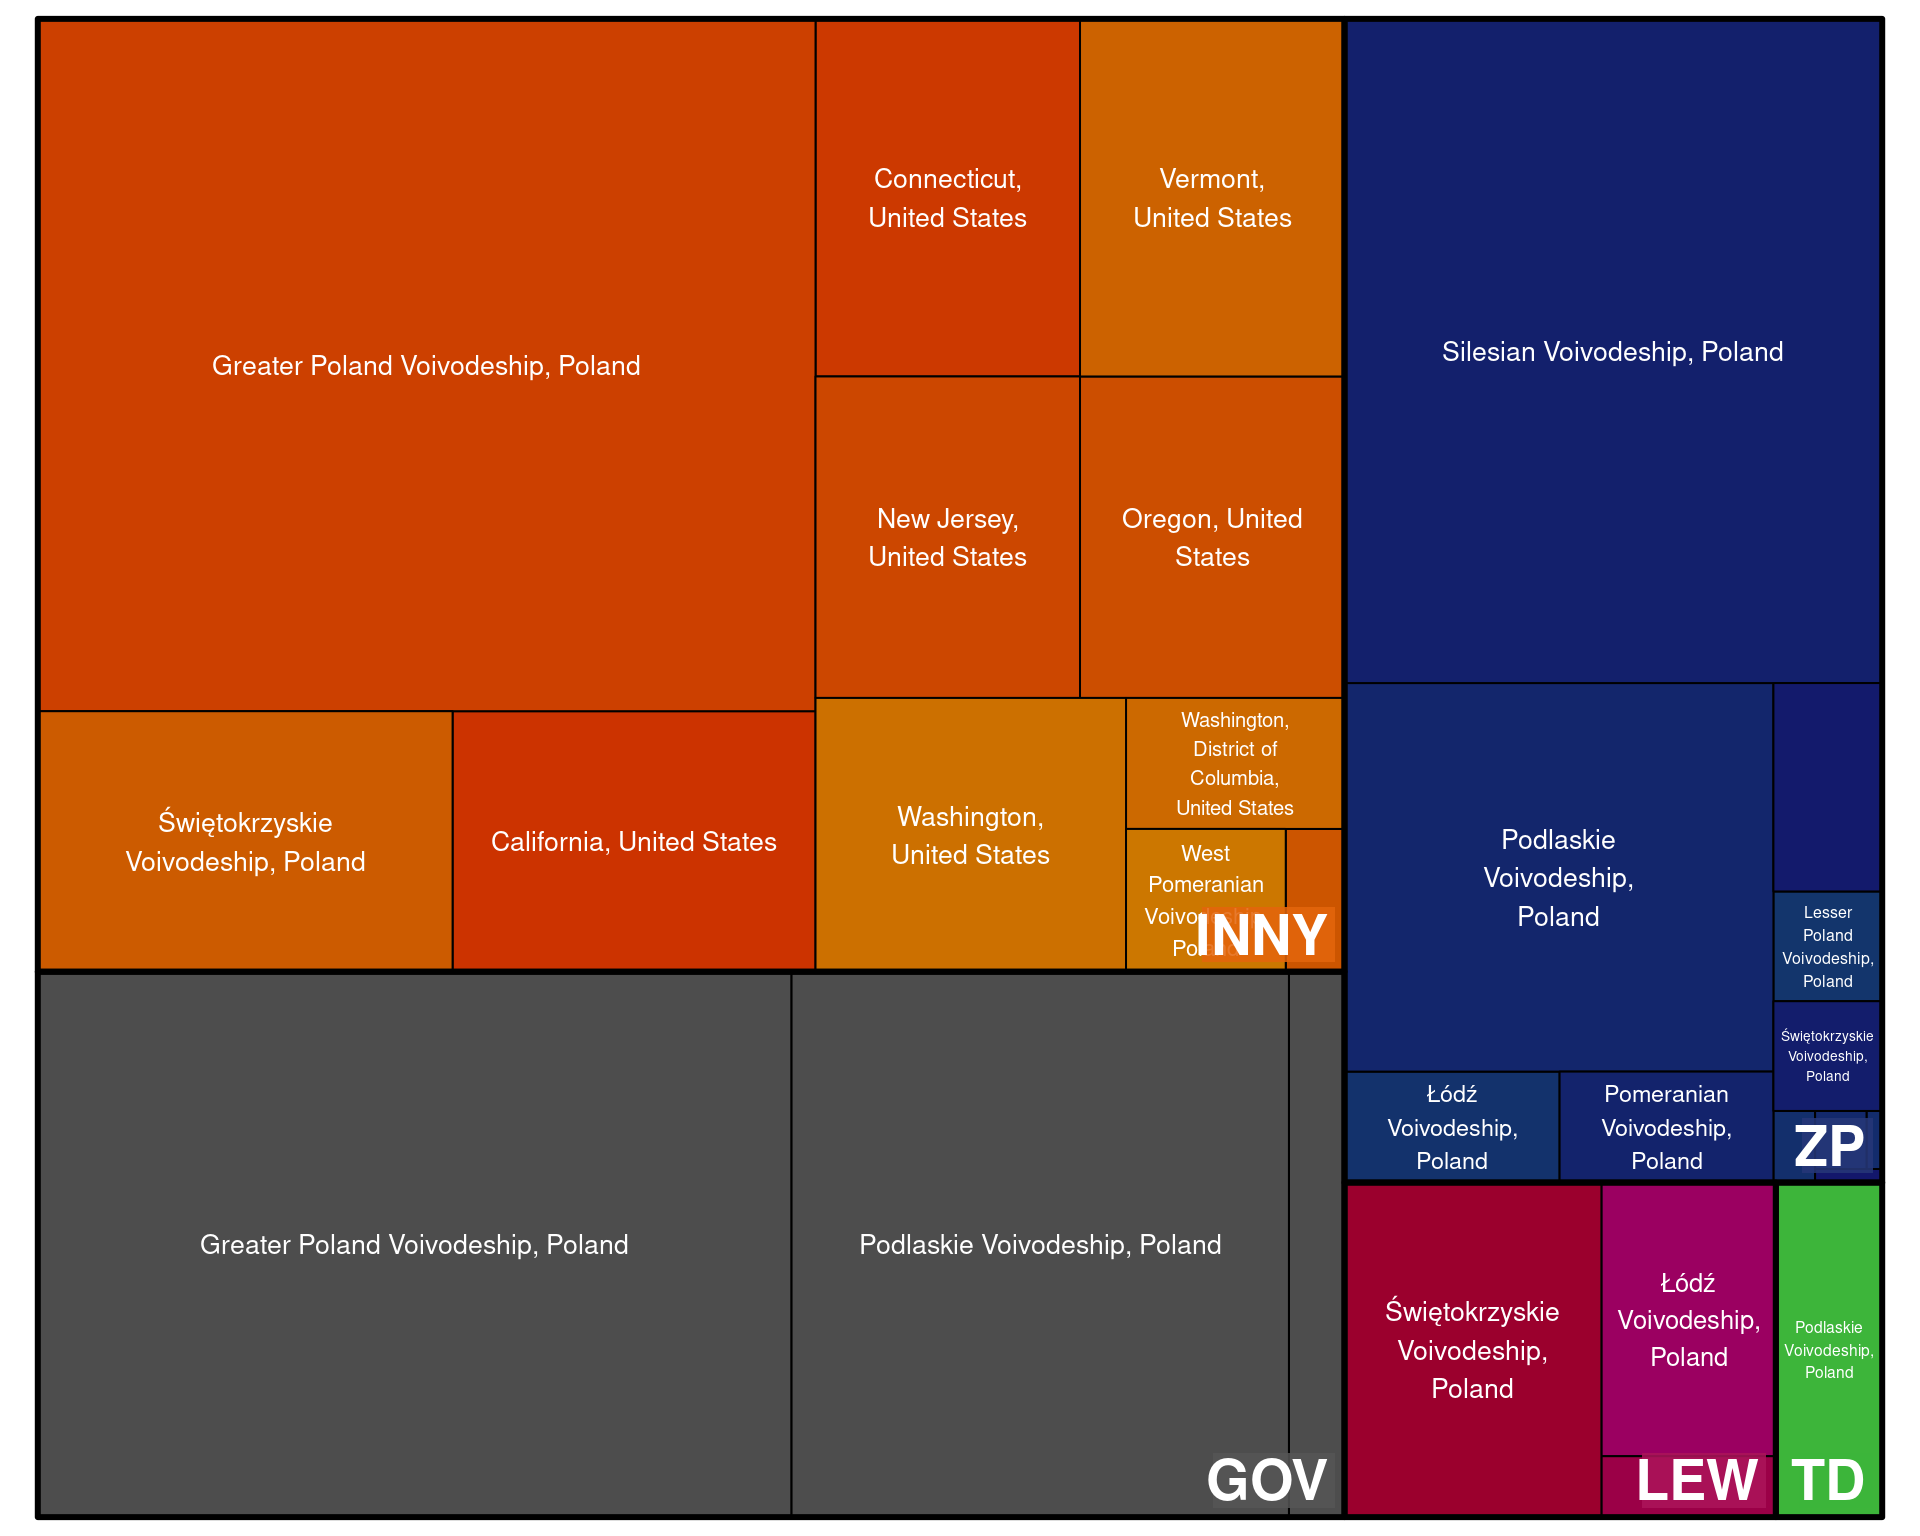 Greater Poland Voivodeship, Poland
Connecticut,
United States
Vermont,
United States
New Jersey,
United States
Oregon, United
States
Świętokrzyskie
Voivodeship, Poland
California, United States
Washington,
United States
Washington,
District of
Columbia,
United States
West
Pomeranian
INNY
Greater Poland Voivodeship, Poland
Podlaskie Voivodeship, Poland
GOV
Silesian Voivodeship, Poland
Podlaskie
Voivodeship,
Poland
Lesser
Poland
Voivodeship,
Poland
Świętokrzyskie
Voivodeship,
Poland
Łódź
Voivodeship,
Poland
Pomeranian
Voivodeship,
Poland
ZP
Świętokrzyskie
Voivodeship,
Poland
Łódź
Voivodeship,
Poland
LEW
Podlaskie
Voivodeship,
Poland
TD